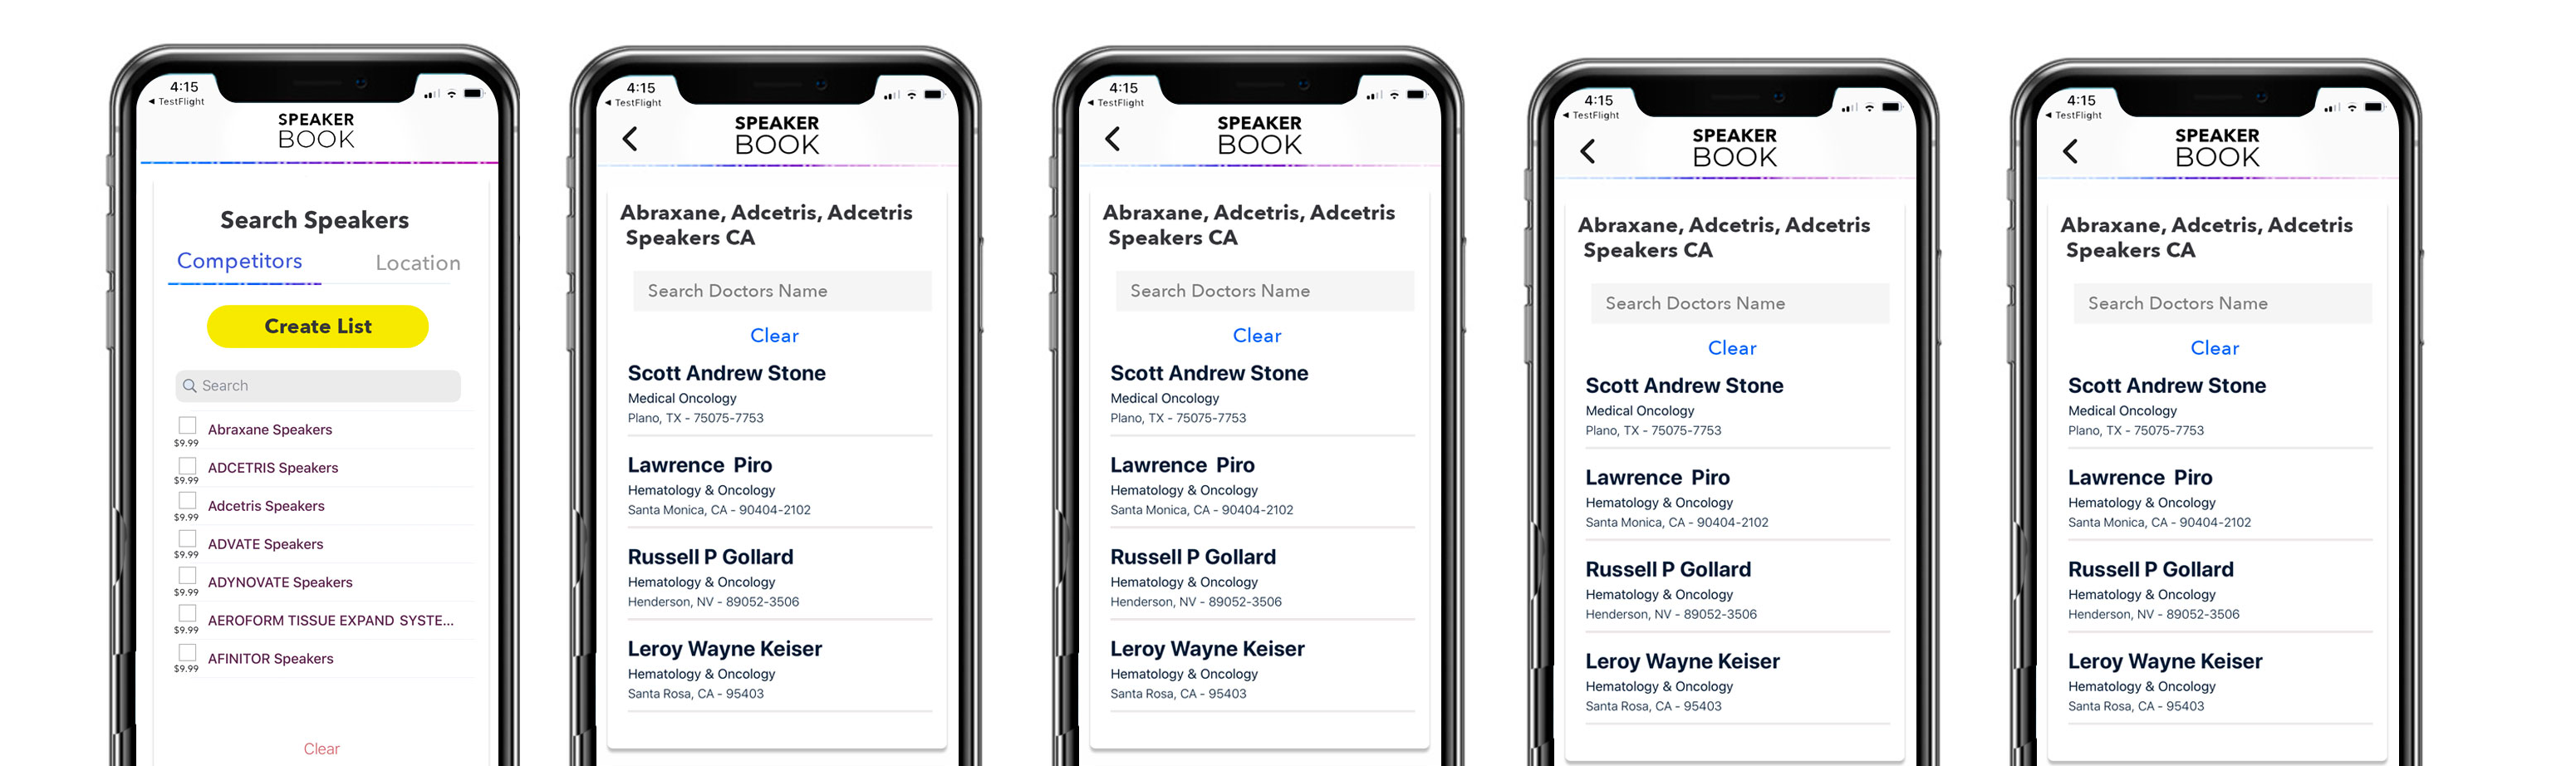 4:15
◄ TestFlight
SPEAKER
BOOK
Search Speakers
Competitors
Location
Create List
Search
Abraxane Speakers
$9.99
ADCETRIS Speakers
$9.99
Adcetris Speakers
$9.99
ADVATE Speakers
$9.99
ADYNOVATE Speakers
$9.99
AEROFORM TISSUE EXPAND SYSTE...
$9.99
AFINITOR Speakers
$9.99
Clear
4:15
◄ TestFlight
SPEAKER
BOOK
Abraxane, Adcetris, Adcetris
Speakers CA
Search Doctors Name
Clear
Scott Andrew Stone
Medical Oncology
Plano, TX - 75075-7753
Lawrence Piro
Hematology & Oncology
Santa Monica, CA - 90404-2102
Russell P Gollard
Hematology & Oncology
Henderson, NV - 89052-3506
Leroy Wayne Keiser
Hematology & Oncology
Santa Rosa, CA - 95403
4:15
◄ TestFlight
SPEAKER
BOOK
Abraxane, Adcetris, Adcetris
Speakers CA
Search Doctors Name
Clear
Scott Andrew Stone
Medical Oncology
Plano, TX - 75075-7753
Lawrence Piro
Hematology & Oncology
Santa Monica, CA - 90404-2102
Russell P Gollard
Hematology & Oncology
Henderson, NV - 89052-3506
Leroy Wayne Keiser
Hematology & Oncology
Santa Rosa, CA - 95403
4:15
◄ TestFlight
SPEAKER
BOOK
Abraxane, Adcetris, Adcetris
Speakers CA
Search Doctors Name
Clear
Scott Andrew Stone
Medical Oncology
Plano, TX - 75075-7753
Lawrence Piro
Hematology & Oncology
Santa Monica, CA - 90404-2102
Russell P Gollard
Hematology & Oncology
Henderson, NV - 89052-3506
Leroy Wayne Keiser
Hematology & Oncology
Santa Rosa, CA - 95403
4:15
◄ TestFlight
SPEAKER
BOOK
Abraxane, Adcetris, Adcetris
Speakers CA
Search Doctors Name
Clear
Scott Andrew Stone
Medical Oncology
Plano, TX - 75075-7753
Lawrence Piro
Hematology & Oncology
Santa Monica, CA - 90404-2102
Russell P Gollard
Hematology & Oncology
Henderson, NV - 89052-3506
Leroy Wayne Keiser
Hematology & Oncology
Santa Rosa, CA - 95403